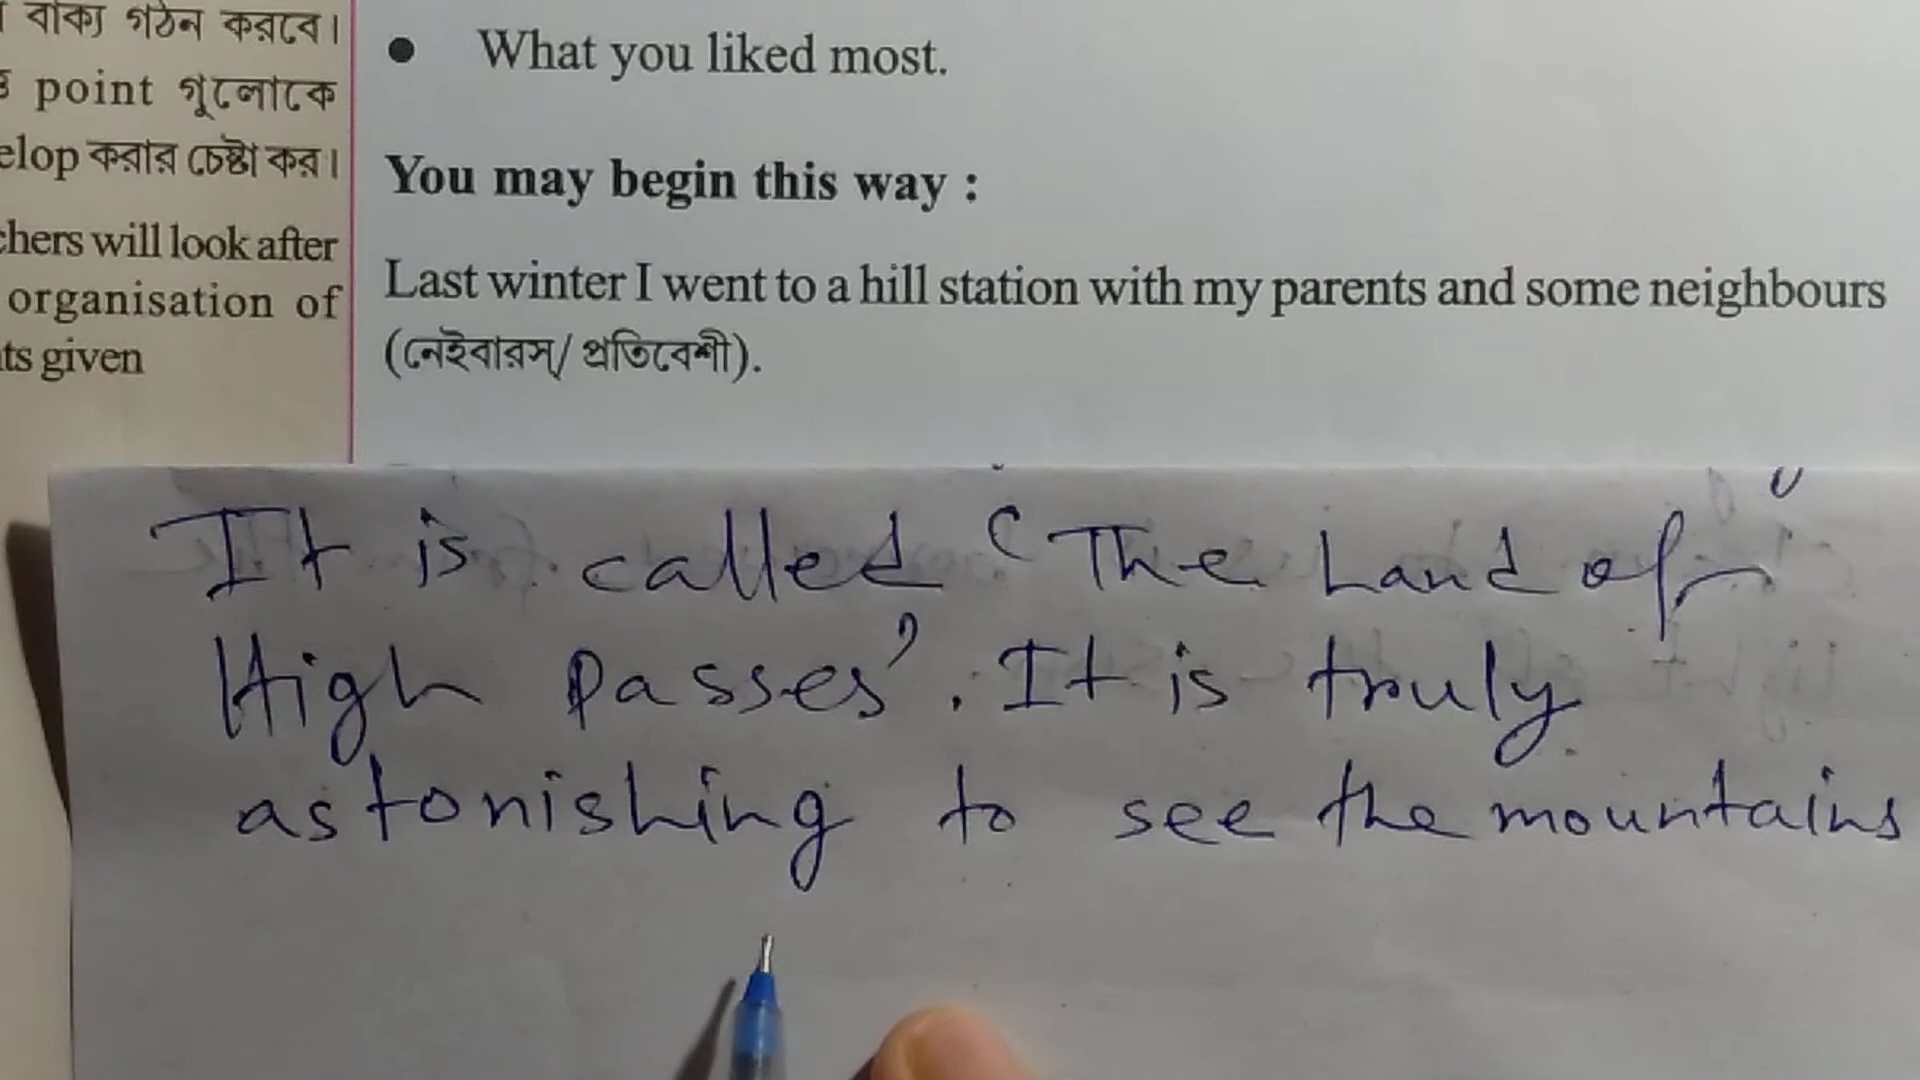 বাক্য গঠন করবে।
point গুলোকে
elop করার চেষ্টা কর।
chers will look after
organisation of
ts given
● What you liked most.
You may begin this way :
Last winter I went to a hill station with my parents and some neighbours
(নেইবারস্/ প্রতিবেশী).
It is called 'The Land of
High Passes'. It is truly
astonishing to see the mountains